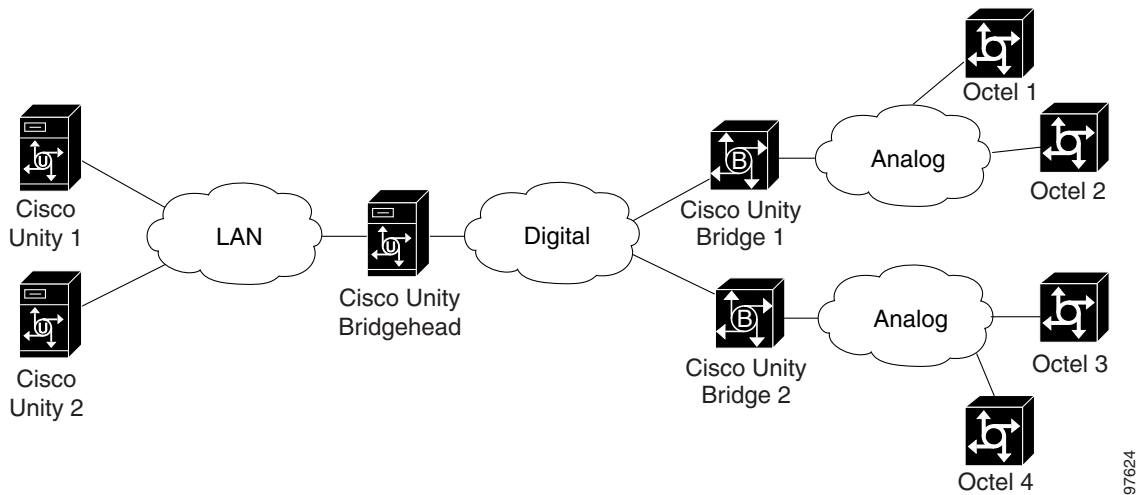 Octel 1
Octel 2
Analog
Cisco Unity
Bridge 1
Cisco
Unity 1
LAN
Cisco Unity
Bridgehead
Digital
Cisco
Unity 2
Cisco Unity
Bridge 2
Analog
Octel 3
Octel 4
U
U
U
B
B
97624